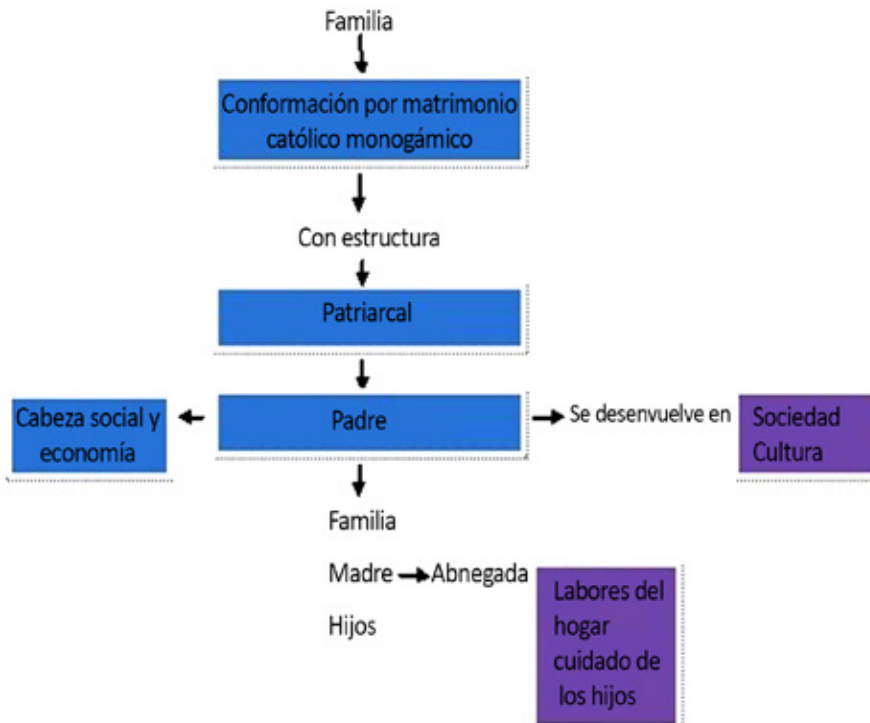 Familia
Conformación por matrimonio
católico monogámico
Con estructura
Patriarcal
Cabeza social y
economía
Padre
Se desenvuelve en
Sociedad
Cultura
Familia
Madre
Abnegada
Hijos
Labores del
hogar
cuidado de
los hijos